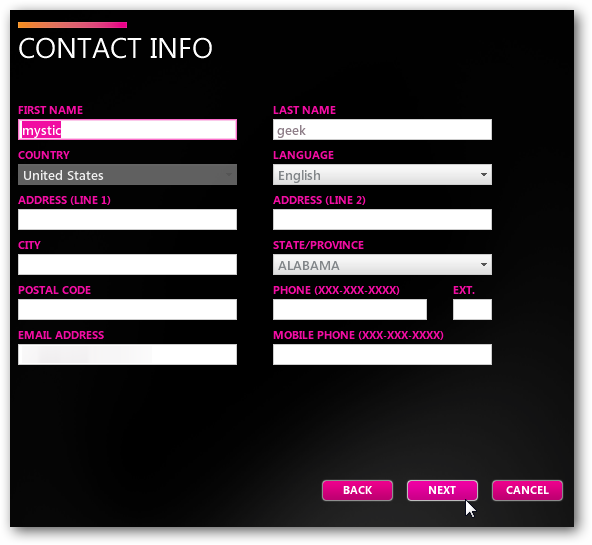 CONTACT INFO
FIRST NAME LAST NAME
mystic geek
COUNTRY LANGUAGE
United States English
ADDRESS (LINE 1) ADDRESS (LINE 2)
CITY STATE/PROVINCE
ALABAMA
POSTAL CODE PHONE (XXX-XXX-XXXX) EXT.
EMAIL ADDRESS MOBILE PHONE (XXX-XXX-XXXX)
BACK NEXT CANCEL